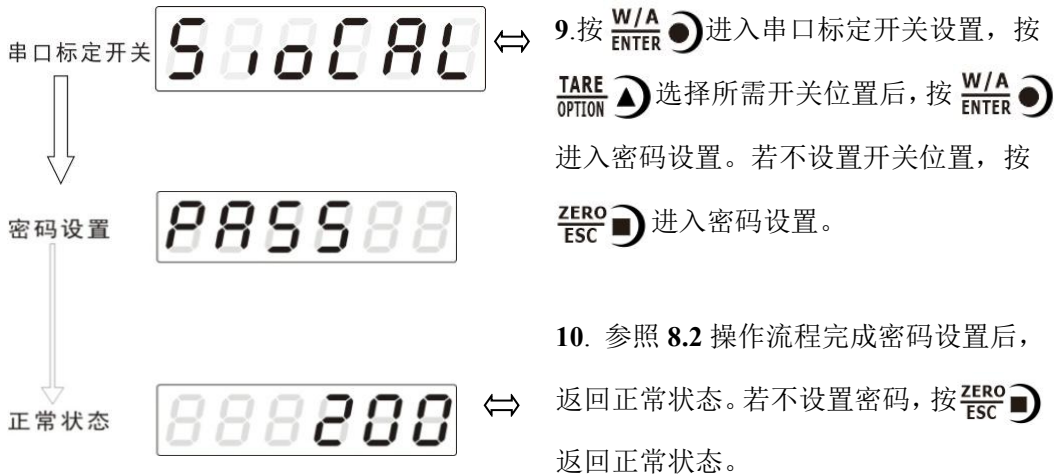 串口标定开关
SioCAL
9.按 W/A ENTER 进入串口标定开关设置，按
TARE OPTION 选择所需开关位置后，按 W/A ENTER
进入密码设置。若不设置开关位置，按
ZERO ESC 进入密码设置。
密码设置
PASS
10. 参照 8.2 操作流程完成密码设置后，
正常状态
200
返回正常状态。若不设置密码，按 ZERO ESC
返回正常状态。